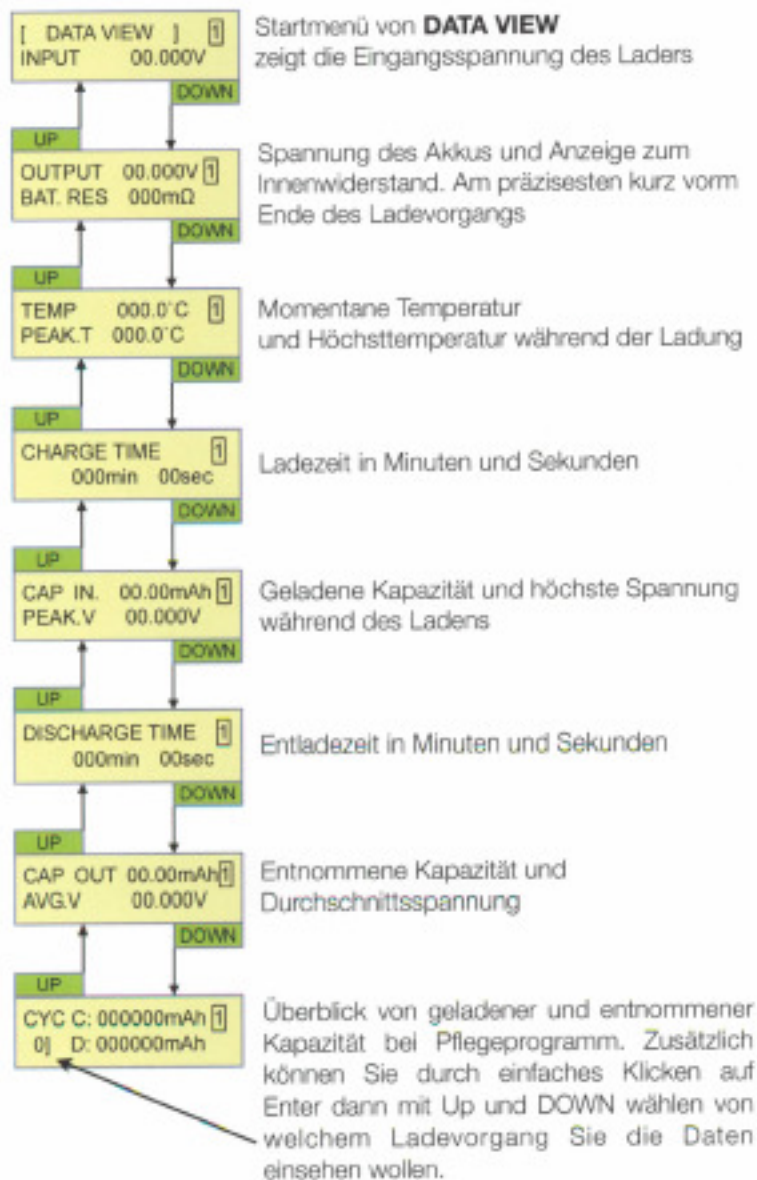 [ DATA VIEW ] 1
INPUT 00.000V
Startmenü von DATA VIEW
zeigt die Eingangsspannung des Laders
DOWN
UP
OUTPUT 00.000V 1
BAT. RES 000mΩ
Spannung des Akkus und Anzeige zum
Innenwiderstand. Am präzisesten kurz vorm
Ende des Ladevorgangs
DOWN
UP
TEMP 000.0°C 1
PEAK.T 000.0°C
Momentane Temperatur
und Höchsttemperatur während der Ladung
DOWN
UP
CHARGE TIME 1
000min 00sec
Ladezeit in Minuten und Sekunden
DOWN
UP
CAP IN. 00.00mAh 1
PEAK.V 00.000V
Geladene Kapazität und höchste Spannung
während des Ladens
DOWN
UP
DISCHARGE TIME 1
000min 00sec
Entladezeit in Minuten und Sekunden
DOWN
UP
CAP OUT 00.00mAh 1
AVG.V 00.000V
Entnommene Kapazität und
Durchschnittsspannung
DOWN
UP
CYC C: 000000mAh 1
0] D: 000000mAh
Überblick von geladener und entnommener
Kapazität bei Pflegeprogramm. Zusätzlich
können Sie durch einfaches Klicken auf
Enter dann mit Up und DOWN wählen von
welchem Ladevorgang Sie die Daten
einsehen wollen.